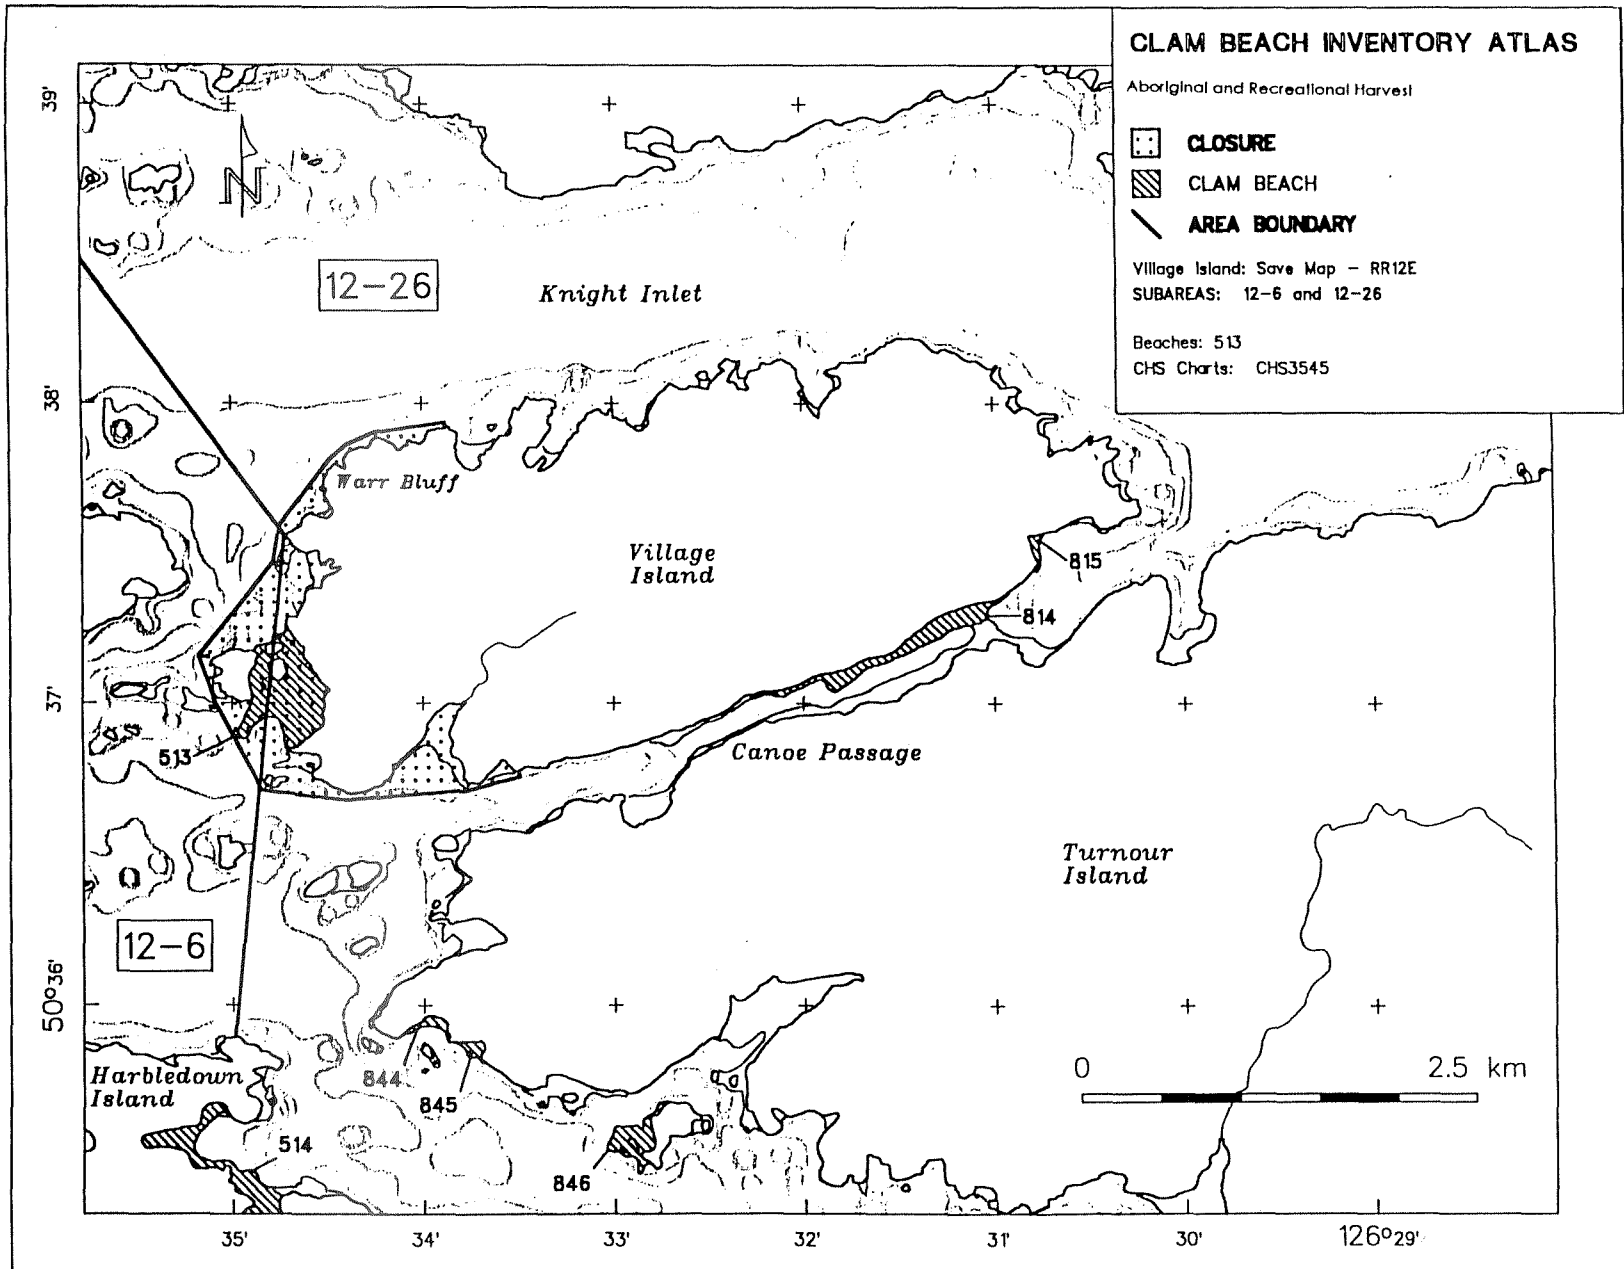 CLAM BEACH INVENTORY ATLAS
Aboriginal and Recreational Harvest
CLOSURE
CLAM BEACH
AREA BOUNDARY
Village Island: Save Map - RR12E
SUBAREAS: 12-6 and 12-26
Beaches: 513
CHS Charts: CHS3545
39'
N
12-26
Knight Inlet
38'
Warr Bluff
Village
Island
815
814
37'
513
Canoe Passage
Turnour
Island
12-6
50°36'
Harbledown
Island
844
845
514
846
0 2.5 km
35' 34' 33' 32' 31' 30' 126°29'